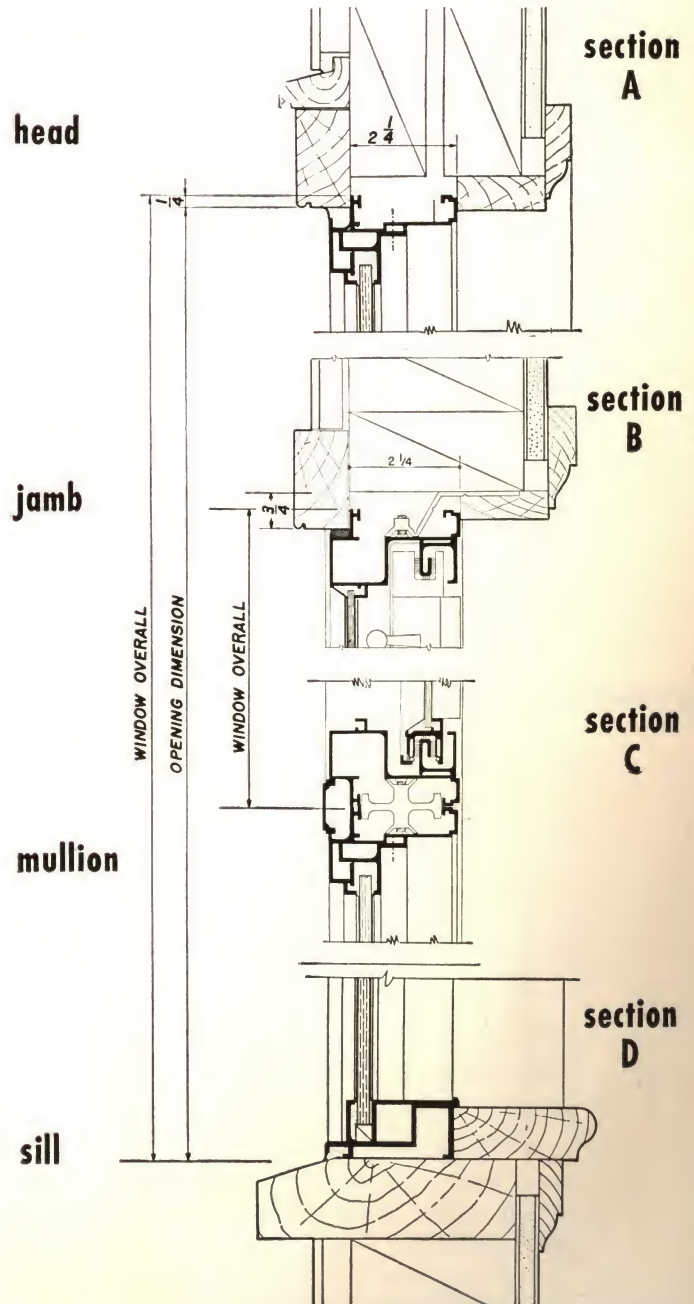 section
A
head
2 1/4
1/4
section
B
jamb
2 1/4
3/4
WINDOW OVERALL
OPENING DIMENSION
WINDOW OVERALL
section
C
mullion
section
D
sill